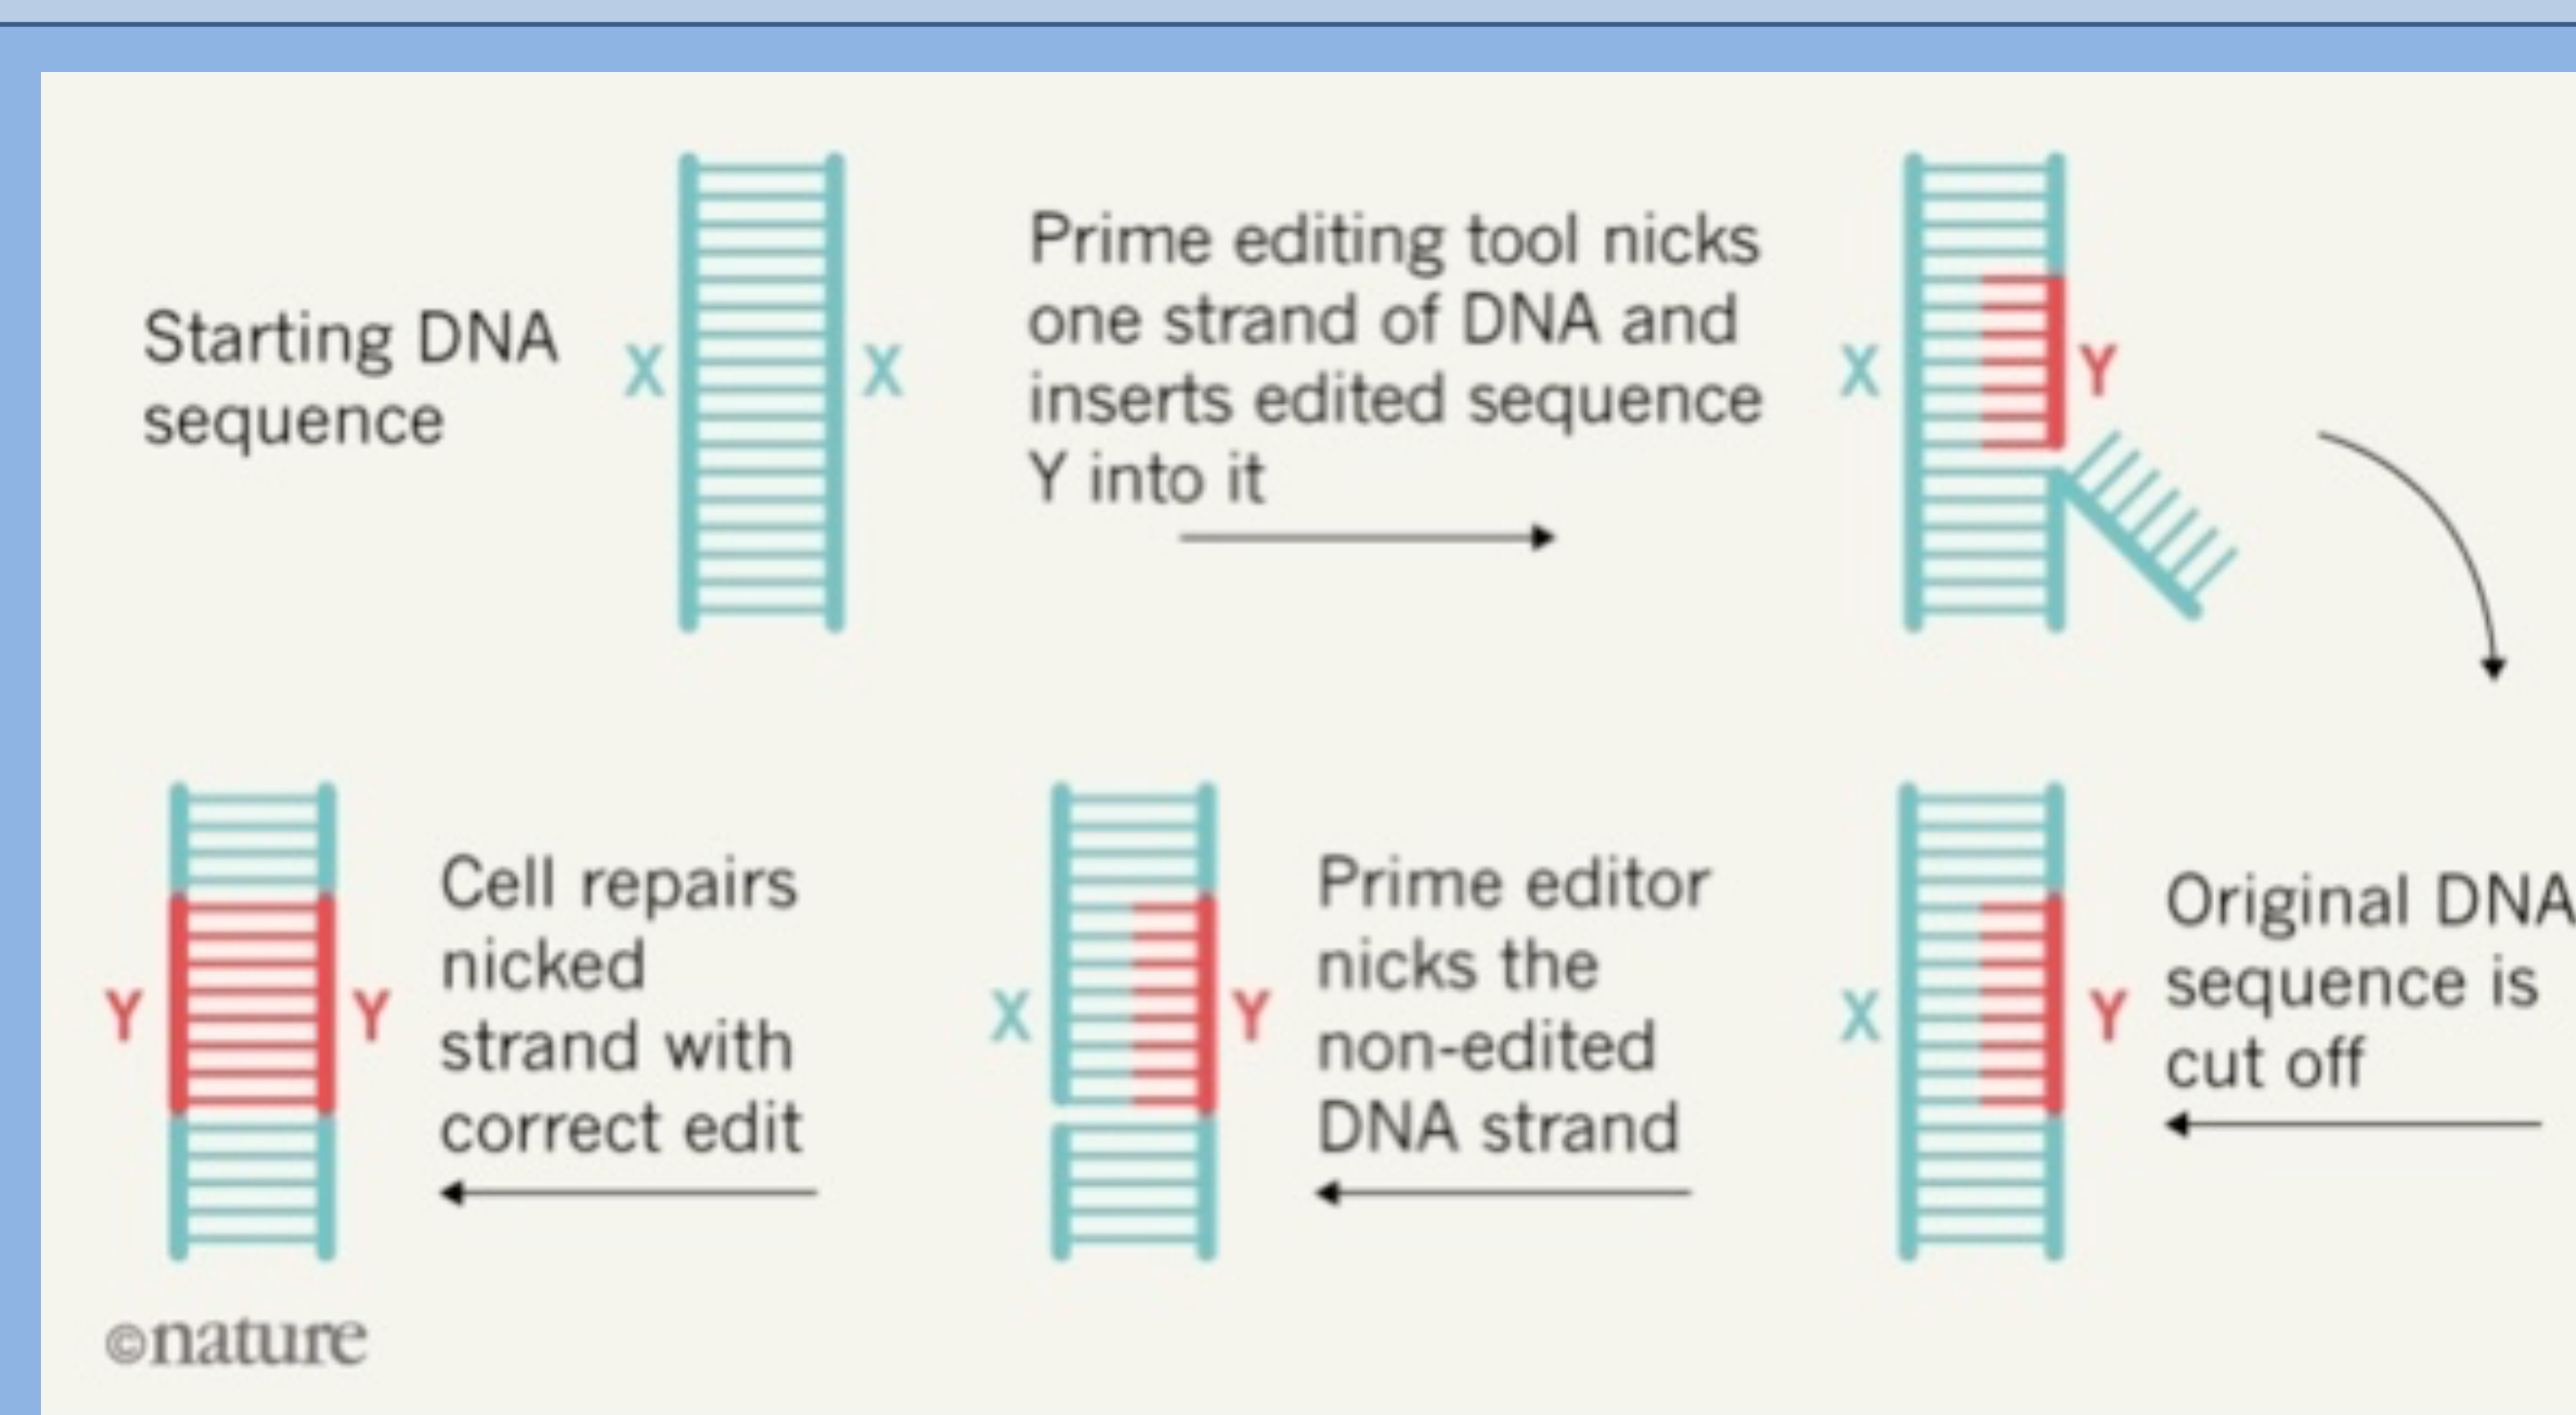 Starting DNA
sequence
X
X
Prime editing tool nicks
one strand of DNA and
inserts edited sequence
Y into it
X
Y
Original DNA
sequence is
cut off
X
Y
Prime editor
nicks the
non-edited
DNA strand
X
Y
Cell repairs
nicked
strand with
correct edit
Y
Y
©nature